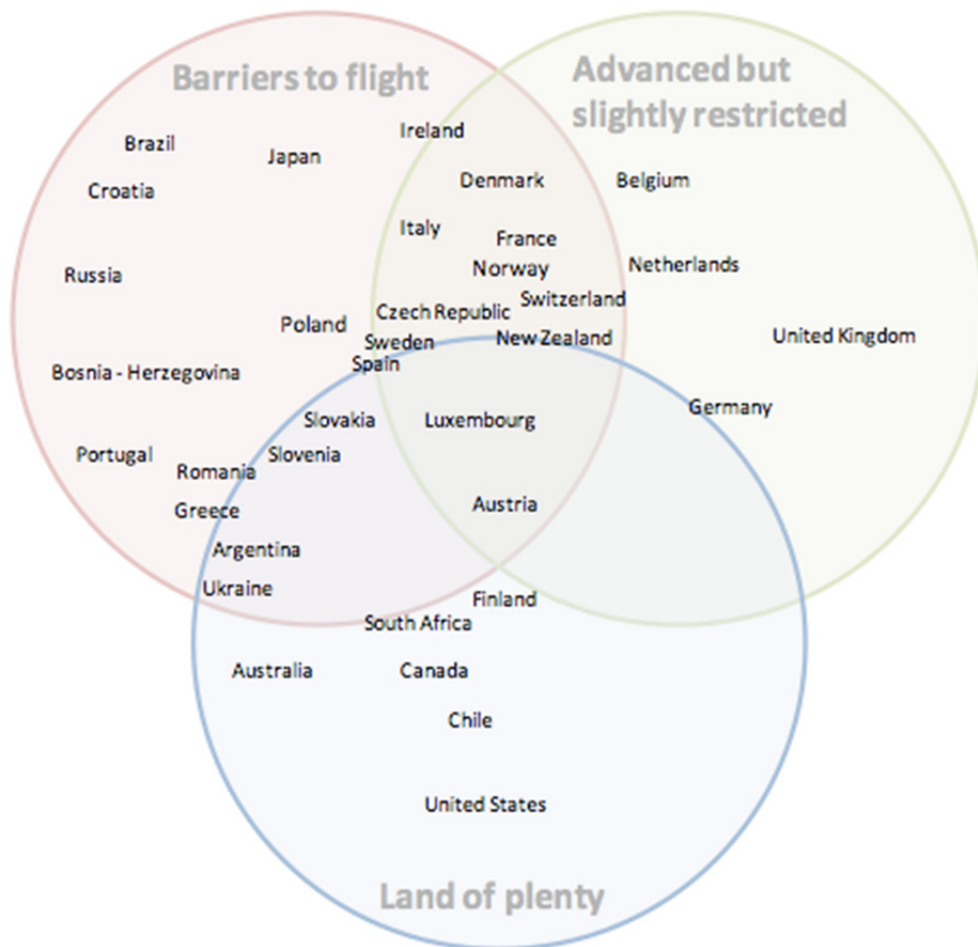 Barriers to flight
Advanced but
slightly restricted
Ireland
Brazil
Japan
Denmark
Belgium
Croatia
Italy
France
Netherlands
Norway
Russia
Switzerland
Czech Republic
Poland
United Kingdom
New Zealand
Sweden
Spain
Bosnia - Herzegovina
Germany
Slovakia
Luxembourg
Portugal
Slovenia
Romania
Greece
Austria
Argentina
Ukraine
Finland
South Africa
Australia
Canada
Chile
United States
Land of plenty